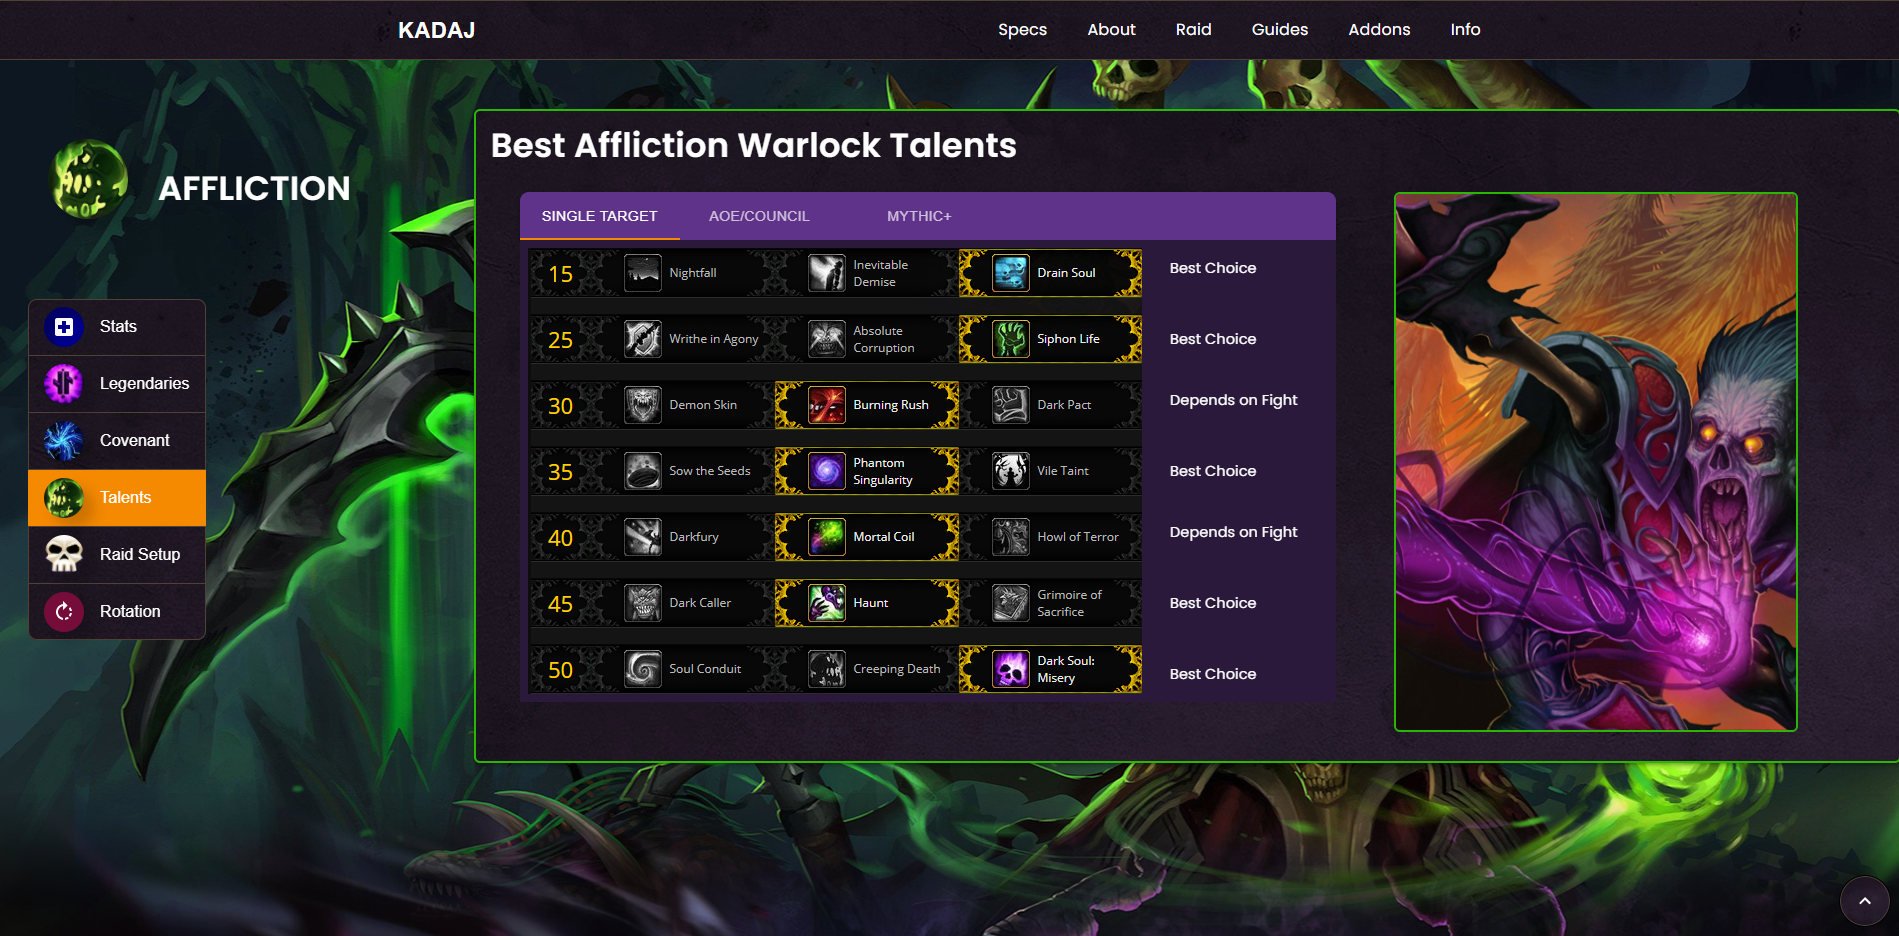 KADAJ
Specs About Raid Guides Addons Info
AFFLICTION
Stats
Legendaries
Covenant
Talents
Raid Setup
Rotation
Best Affliction Warlock Talents
SINGLE TARGET AOE/COUNCIL MYTHIC+
15 Nightfall Inevitable Demise Drain Soul Best Choice
25 Writhe in Agony Absolute Corruption Siphon Life Best Choice
30 Demon Skin Burning Rush Dark Pact Depends on Fight
35 Sow the Seeds Phantom Singularity Vile Taint Best Choice
40 Darkfury Mortal Coil Howl of Terror Depends on Fight
45 Dark Caller Haunt Grimoire of Sacrifice Best Choice
50 Soul Conduit Creeping Death Dark Soul: Misery Best Choice